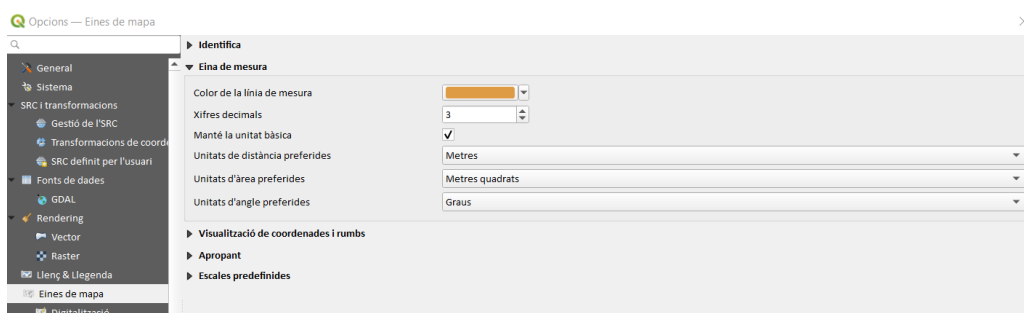 Opcions — Eines de mapa
General
Sistema
SRC i transformacions
Gestió de l'SRC
Transformacions de coorde
SRC definit per l'usuari
Fonts de dades
GDAL
Rendering
Vector
Raster
Llenç & Llegenda
Eines de mapa
Digitalització
Identifica
Eina de mesura
Color de la línia de mesura
Xifres decimals 3
Manté la unitat bàsica
Unitats de distància preferides Metres
Unitats d'àrea preferides Metres quadrats
Unitats d'angle preferides Graus
Visualització de coordenades i rumbs
Apropant
Escales predefinides